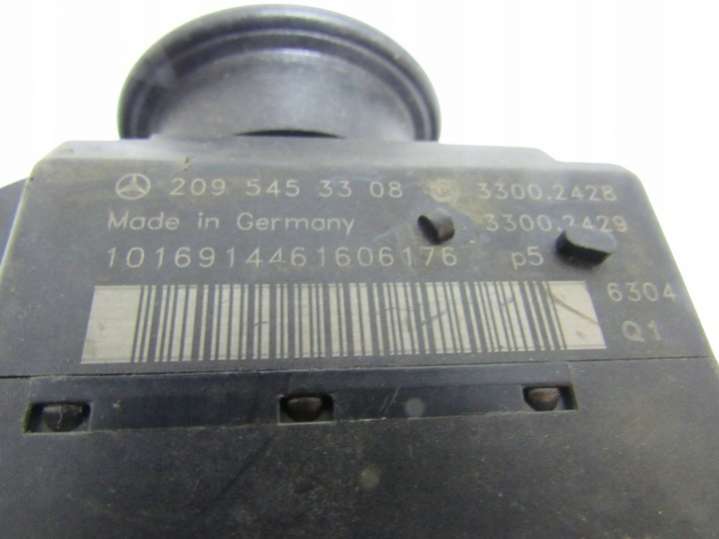 209 545 33 08 3300.2428
Made in Germany 3300.2429
1016914461606176 p5
6304
Q1